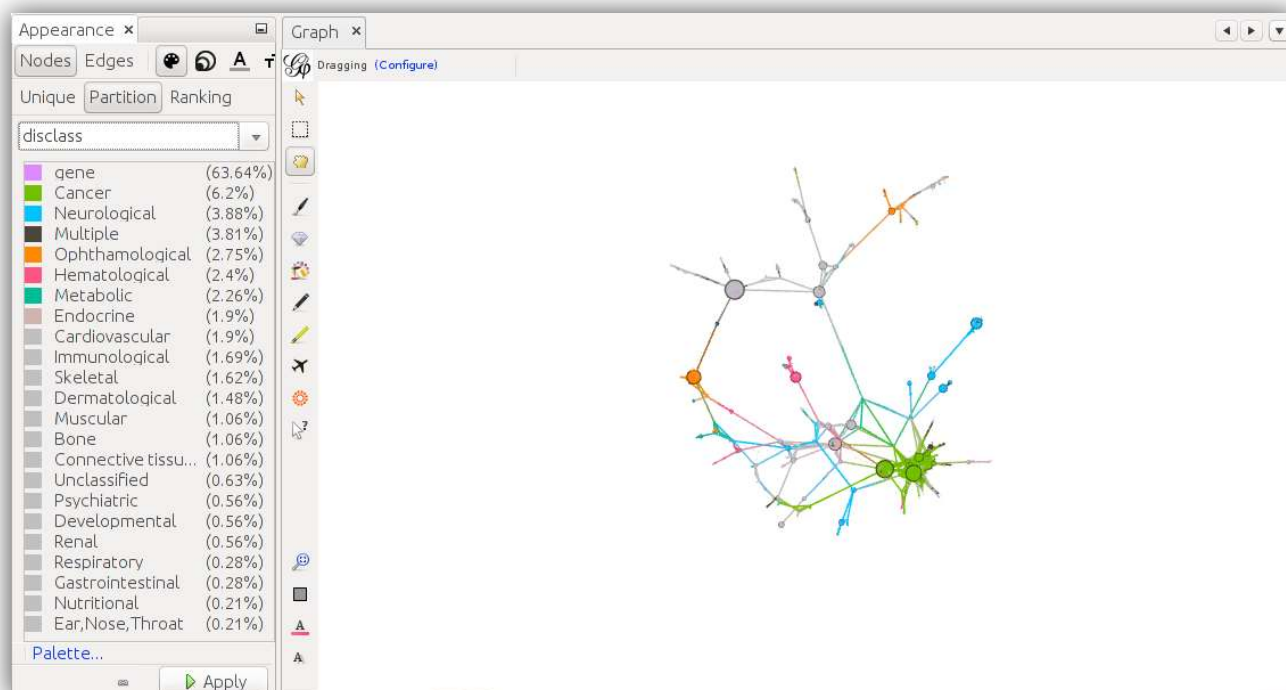 Appearance
Graph
Nodes Edges A T
Dragging (Configure)
Unique Partition Ranking
disclass
gene (63.64%)
Cancer (6.2%)
Neurological (3.88%)
Multiple (3.81%)
Ophthamological (2.75%)
Hematological (2.4%)
Metabolic (2.26%)
Endocrine (1.9%)
Cardiovascular (1.9%)
Immunological (1.69%)
Skeletal (1.62%)
Dermatological (1.48%)
Muscular (1.06%)
Bone (1.06%)
Connective tissu... (1.06%)
Unclassified (0.63%)
Psychiatric (0.56%)
Developmental (0.56%)
Renal (0.56%)
Respiratory (0.28%)
Gastrointestinal (0.28%)
Nutritional (0.21%)
Ear,Nose,Throat (0.21%)
A
Palette...
A
Apply